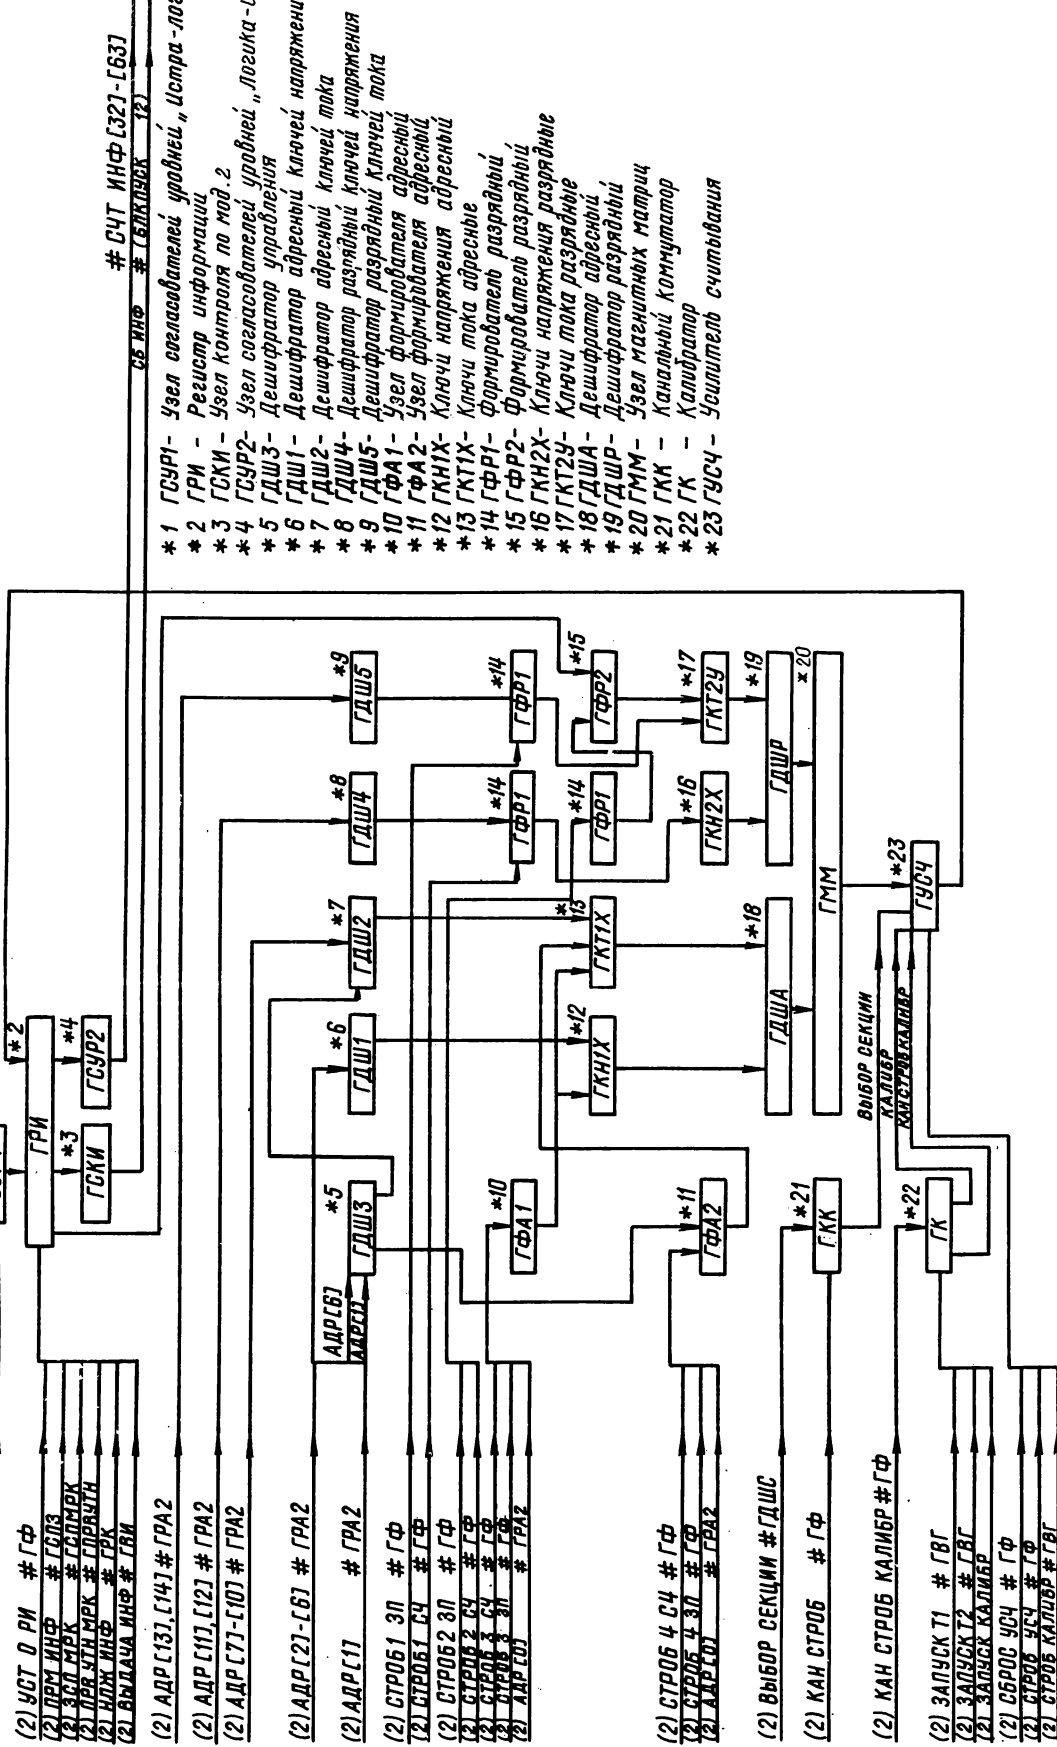 # СЧТ ИНФ [32]-[63]
СБ ИНФ # (БЛКПУСК 12)
*1 ГСУР1- Узел согласователей уровней „Истра-
*2 ГРИ - Регистр информации
*3 ГСКИ - Узел контроля по мод. 2
*4 ГСУР2- Узел согласователей уровней „Логика-
*5 ГДШ3- Дешифратор управления
*6 ГДШ1- Дешифратор адресный ключей
*7 ГДШ2- Дешифратор адресный ключей тока
*8 ГДШ4- Дешифратор разрядный ключей напряжения
*9 ГДШ5- Дешифратор разрядный ключей тока
*10 ГФА1- Узел формирователя адресный
*11 ГФА2- Узел формирователя адресный
*12 ГКН1Х- Ключи напряжения адресный
*13 ГКТ1Х- Ключи тока адресные
*14 ГФР1- Формирователь разрядный
*15 ГФР2- Формирователь разрядный
*16 ГКН2Х- Ключи напряжения разрядные
*17 ГКТ2У- Ключи тока разрядные
*18 ГДША- Дешифратор адресный
*19 ГДШР- Дешифратор разрядный
*20 ГММ- Узел магнитных матриц
*21 ГКК - Канальный коммутатор
*22 ГК - Калибратор
*23 ГУСЧ- Усилитель считывания
(2) УСТ 0 РИ # ГФ
(2) ПРМ ИНФ # ГСПЗ
(2) ЗСП МРК # ГСПМРК
(2) ПРВ УТН МРК # ГПРВУТН
(2) НЛЖ ИНФ # ГРК
(2) ВЫДАЧА ИНФ # ГВИ
(2) АДР[13],[14] # ГРА2
(2) АДР[11],[12] # ГРА2
(2) АДР[7]-[10] # ГРА2
(2) АДР[2]-[6] # ГРА2
(2) АДР[1] # ГРА2
(2) СТРОБ1 ЗП # ГФ
(2) СТРОБ1 СЧ # ГФ
(2) СТРОБ2 ЗП # ГФ
(2) СТРОБ 2 СЧ # ГФ
(2) СТРОБ 3 СЧ # ГФ
(2) СТРОБ 3 ЗП # ГФ
(2) АДР [0] # ГРА2
(2) СТРОБ 4 СЧ # ГФ
(2) СТРОБ 4 ЗП # ГФ
(2) АДР[0] # ГРА2
(2) ВЫБОР СЕКЦИИ # ГДШС
(2) КАН СТРОБ # ГФ
(2) КАН СТРОБ КАЛИБР # ГФ
(2) ЗАПУСК Т1 # ГВГ
(2) ЗАПУСК Т2 # ГВГ
(2) ЗАПУСК КАЛИБР
(2) СБРОС УСЧ # ГФ
(2) СТРОБ УСЧ # ГФ
(2) СТРОБ КАЛИБР # ГВГ
ГРИ *2
ГСКИ *3
ГСУР2 *4
АДР[6]
АДР[1]
ГДШ3 *5
ГДШ1 *6
ГДШ2 *7
ГДШ4 *8
ГДШ5 *9
ГФА1 *10
ГФР1 *14
ГФР1 *14
ГКН1Х *12
ГКТ1Х *13
ГФР1 *14
ГФР2 *15
ГФА2 *11
ГКН2Х *16
ГКТ2У *17
ГДША *18
ГДШР *19
ГКК *21
ГММ *20
ВЫБОР СЕКЦИИ
КАЛИБР
КАН СТРОБ КАЛИБР
ГК *22
ГУСЧ *23